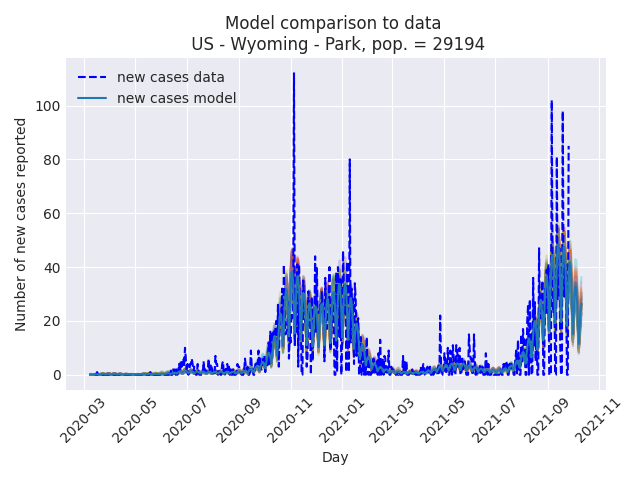 Model comparison to data
US - Wyoming - Park, pop. = 29194
new cases data
new cases model
Number of new cases reported
100
80
60
40
20
0
2020-03
2020-05
2020-07
2020-09
2020-11
2021-01
2021-03
2021-05
2021-07
2021-09
2021-11
Day